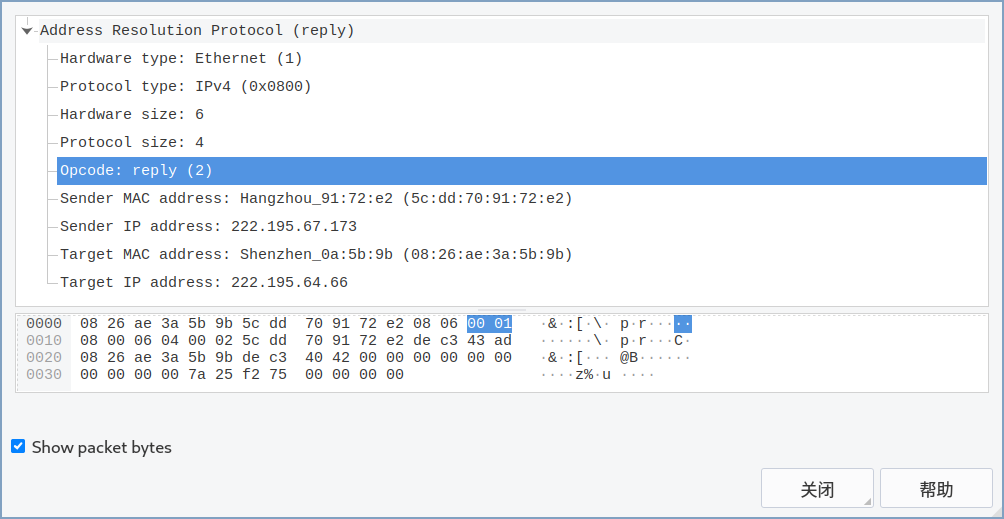 Address Resolution Protocol (reply)
Hardware type: Ethernet (1)
Protocol type: IPv4 (0x0800)
Hardware size: 6
Protocol size: 4
Opcode: reply (2)
Sender MAC address: Hangzhou_91:72:e2 (5c:dd:70:91:72:e2)
Sender IP address: 222.195.67.173
Target MAC address: Shenzhen_0a:5b:9b (08:26:ae:3a:5b:9b)
Target IP address: 222.195.64.66
0000 08 26 ae 3a 5b 9b 5c dd 70 91 72 e2 08 06 00 01 ·&·:[·\· p·r·····
0010 08 00 06 04 00 02 5c dd 70 91 72 e2 de c3 43 ad ······\· p·r···C·
0020 08 26 ae 3a 5b 9b de c3 40 42 00 00 00 00 00 00 ·&·:[··· @B······
0030 00 00 00 00 7a 25 f2 75 00 00 00 00 ····z%·u ····
Show packet bytes
关闭 帮助